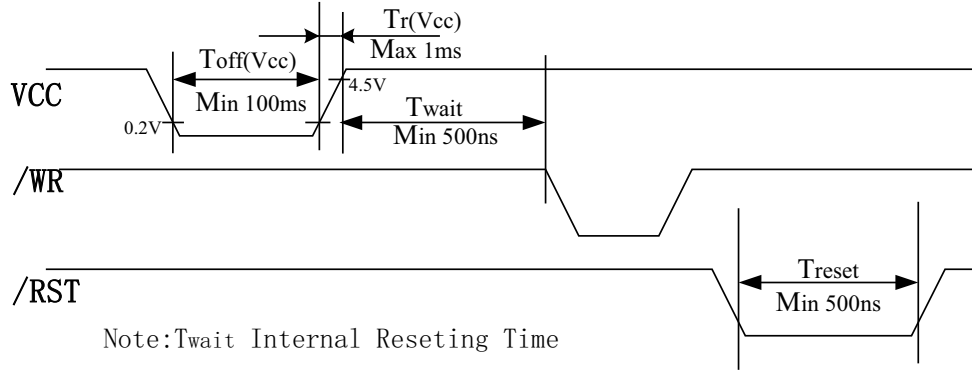 Tr(Vcc)
Max 1ms
Toff(Vcc)
Min 100ms
VCC
4.5V
0.2V
Twait
Min 500ns
/WR
Treset
Min 500ns
/RST
Note:Twait Internal Reseting Time